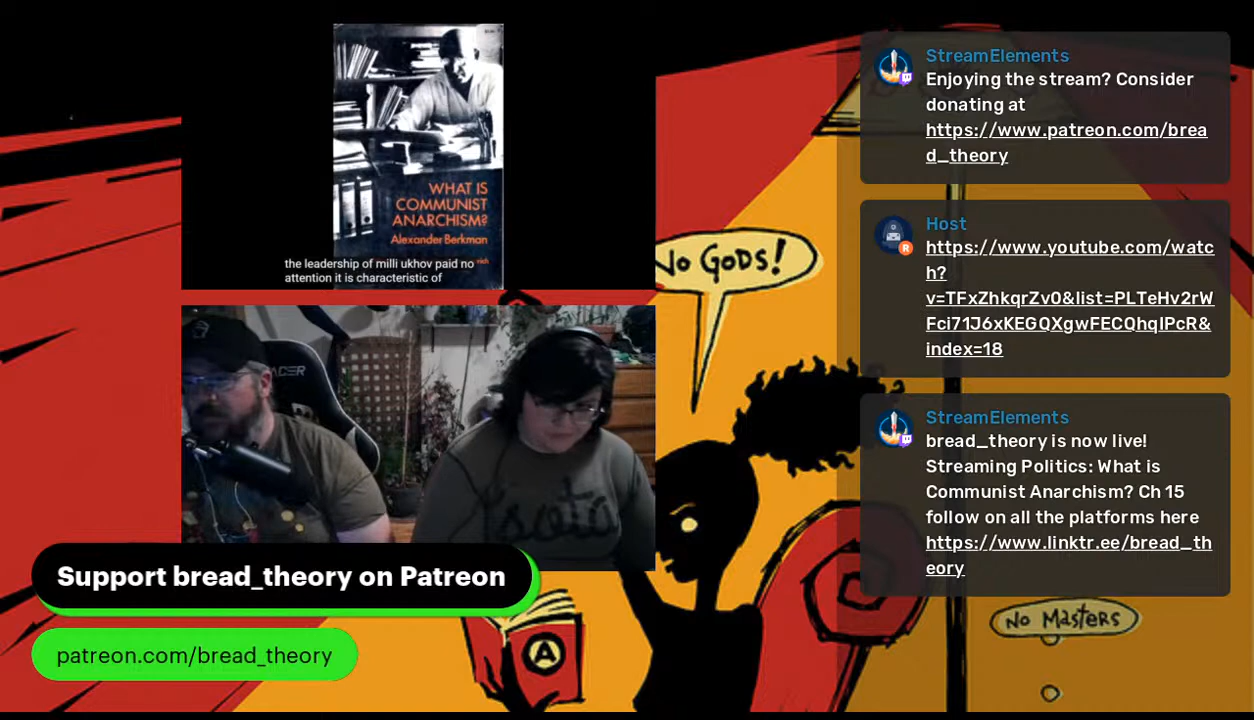 WHAT IS
COMMUNIST
ANARCHISM?
Alexander Berkman
the leadership of milli ukhov paid no rich
attention it is characteristic of
No GODS!
StreamElements
Enjoying the stream? Consider
donating at
https://www.patreon.com/brea
d_theory
Host
https://www.youtube.com/watc
h?
v=TFxZhkqrZv0&list=PLTeHv2rW
Fci71J6xKEGQXgwFECQhqlPcR&
index=18
StreamElements
bread_theory is now live!
Streaming Politics: What is
Communist Anarchism? Ch 15
follow on all the platforms here
https://www.linktr.ee/bread_th
eory
Support bread_theory on Patreon
patreon.com/bread_theory
A
No MASTERS